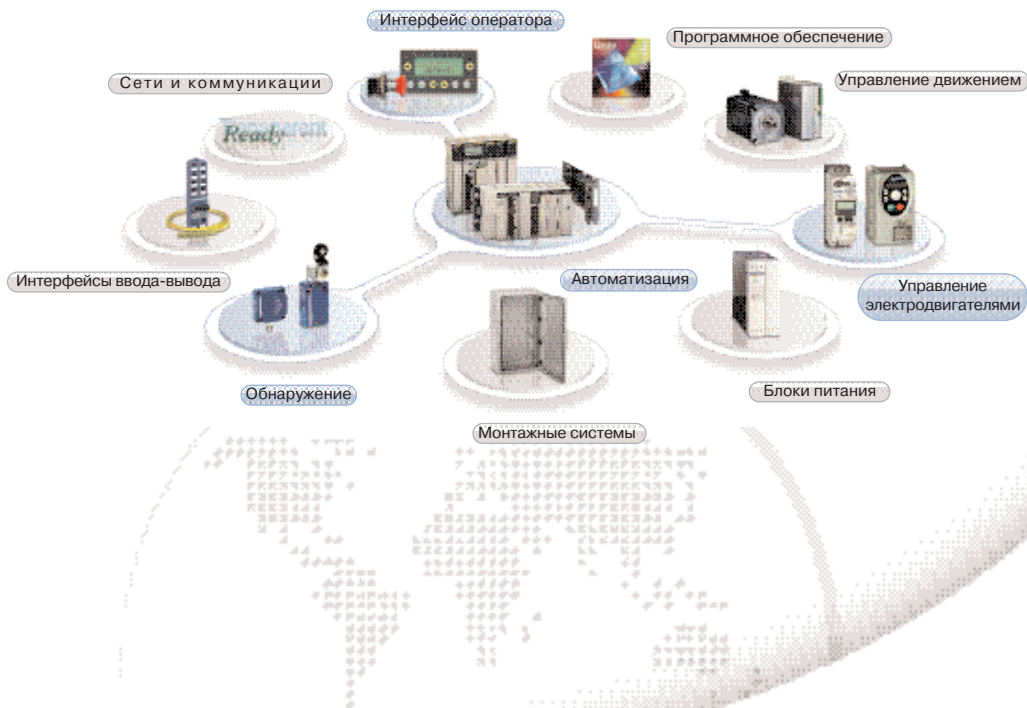 Интерфейс оператора
Программное обеспечение
Сети и коммуникации
Управление движением
Ready
Интерфейсы ввода-вывода
Автоматизация
Управление
электродвигателями
Обнаружение
Блоки питания
Монтажные системы